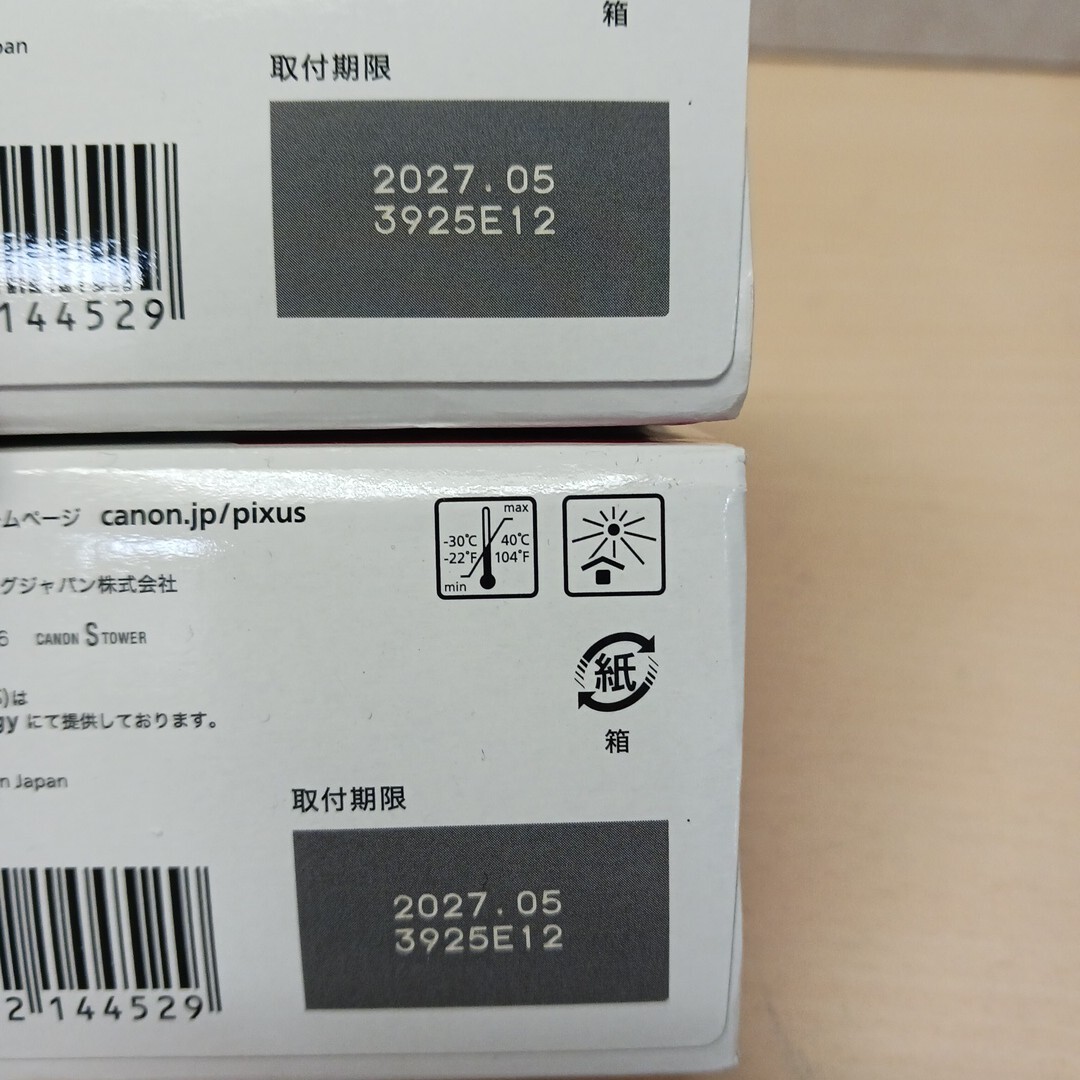 箱
pan
取付期限
2027.05
3925E12
144529
ムページ canon.jp/pixus
max
-30℃ 40℃
-22°F 104°F
min
グジャパン株式会社
6 CANON S TOWER
紙
)は
gy にて提供しております。
箱
n Japan
取付期限
2027.05
3925E12
2 144529